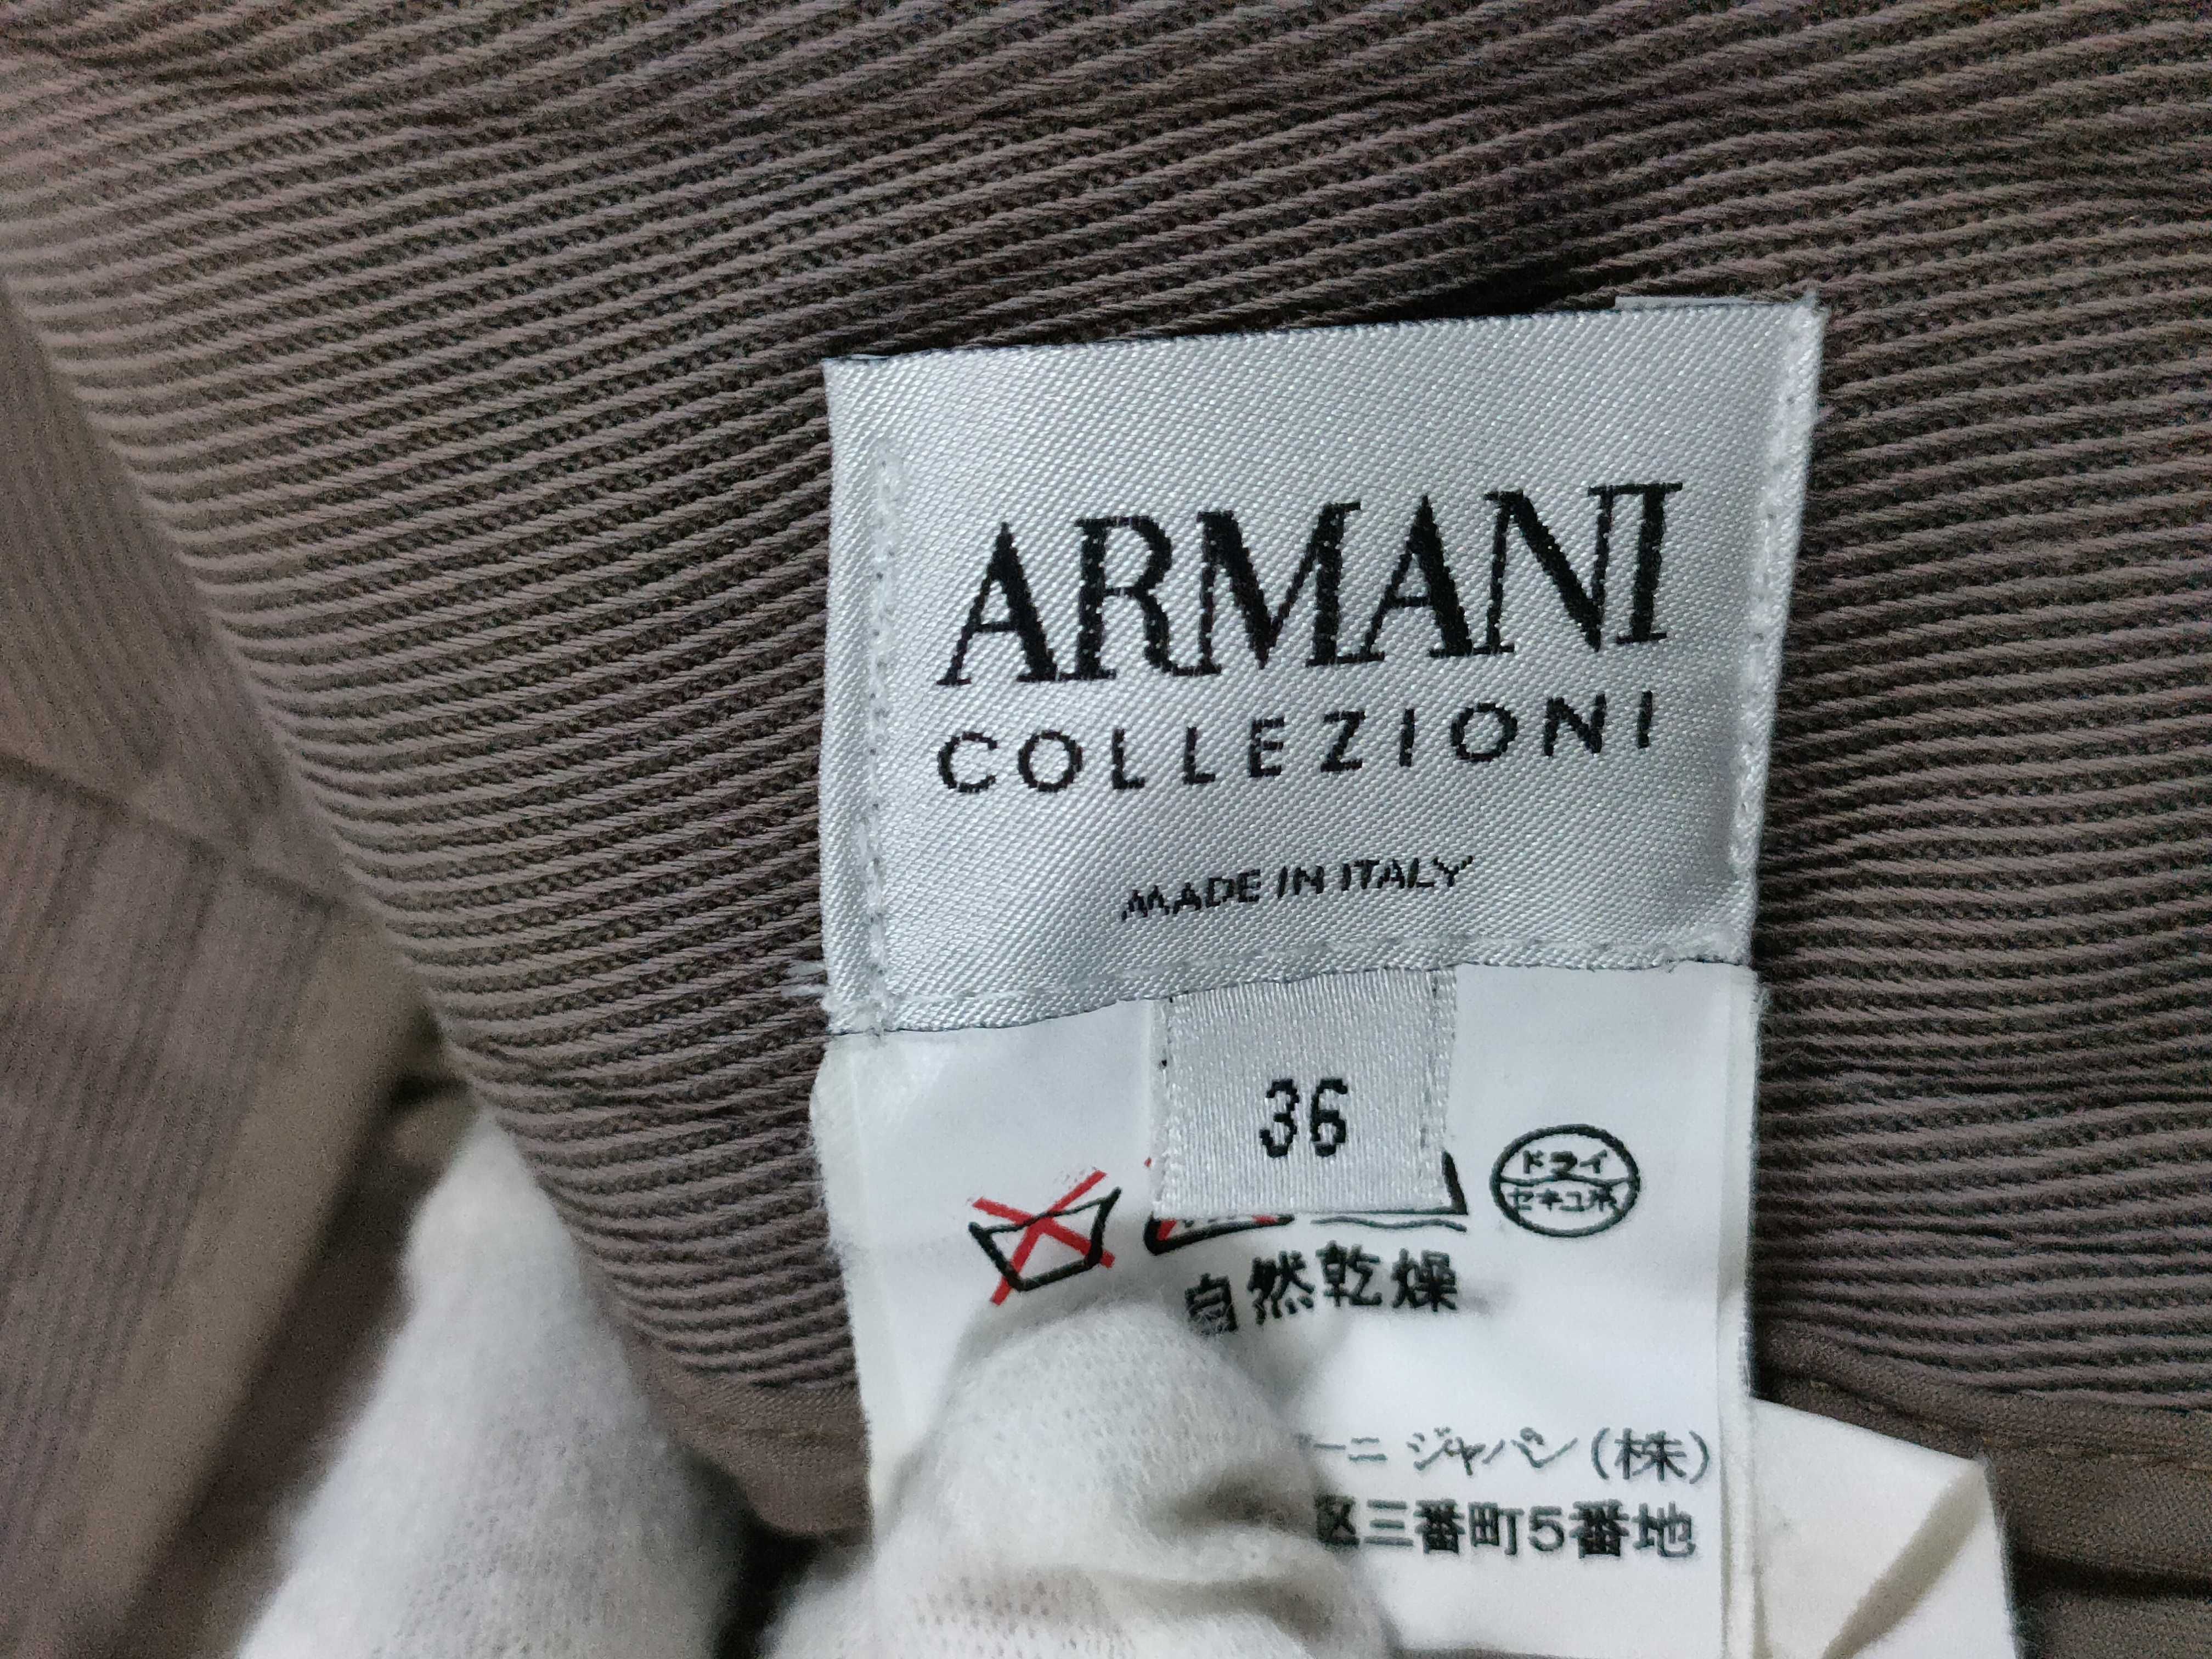 ARMANI
COLLEZIONI
MADE IN ITALY
36
ドライ
セキユ系
自然乾燥
ーニ ジャパン (株)
区三番町5番地